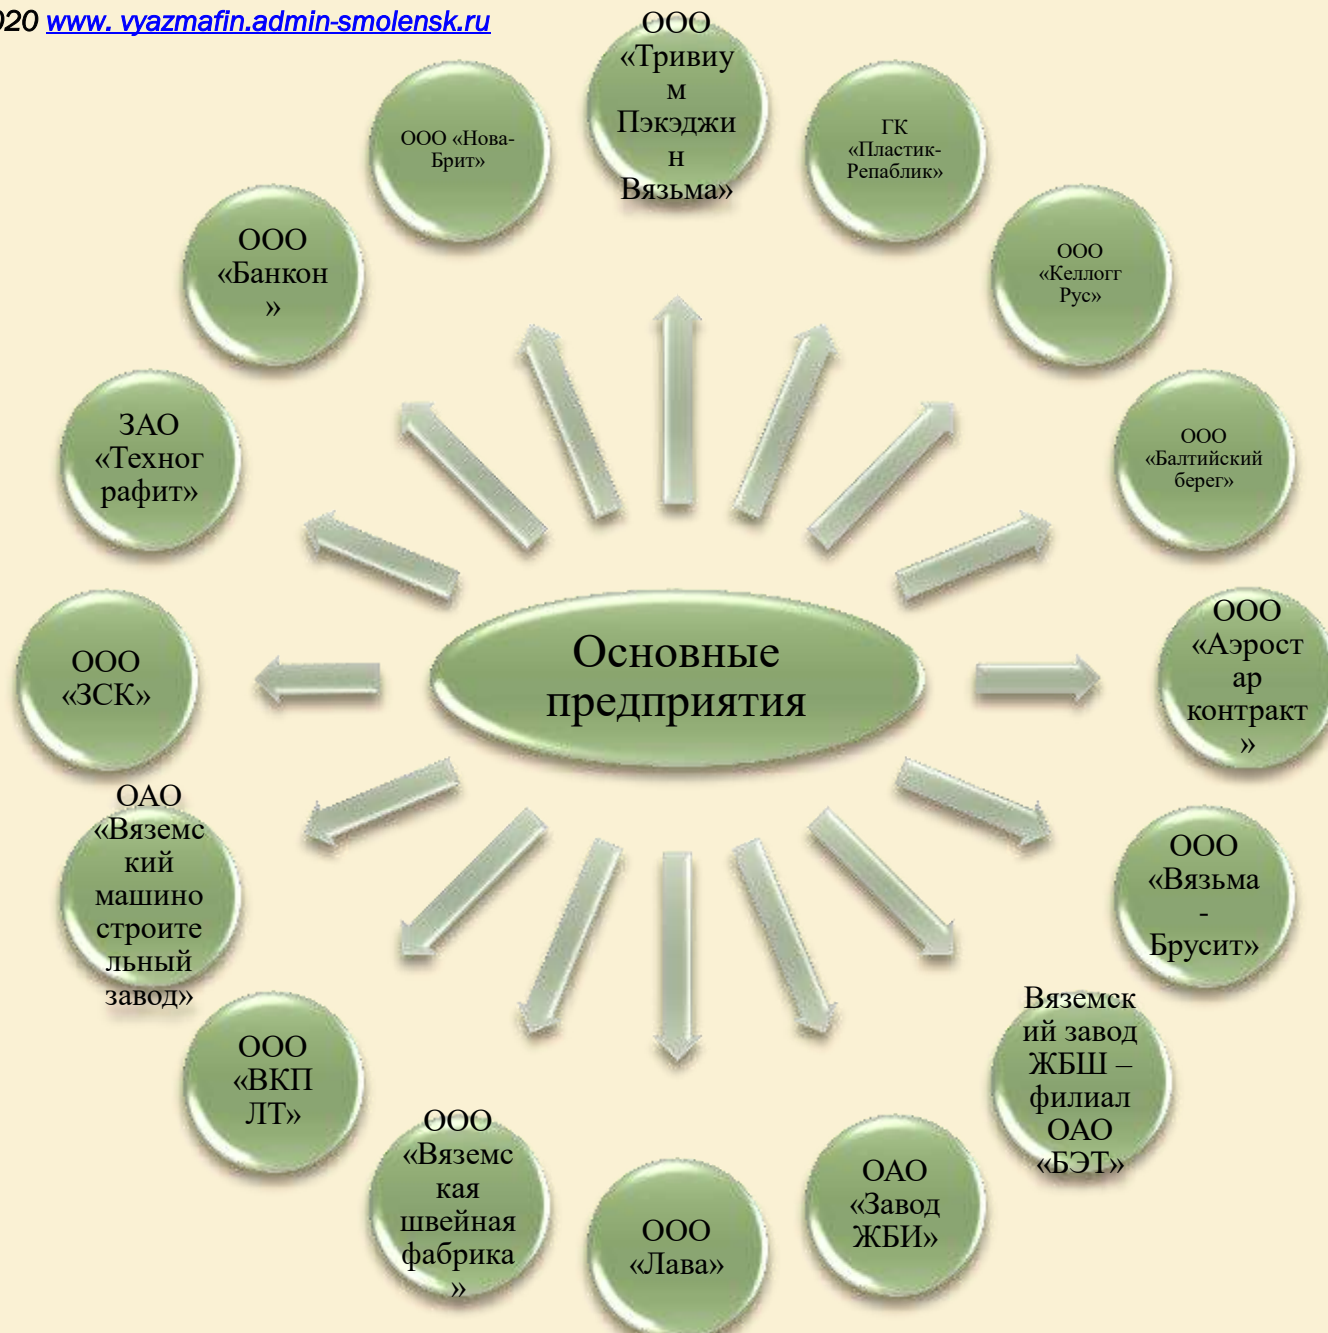 020 www. vyazmafin.admin-smolensk.ru
ООО
«Тривиу
м
Пэкэджи
н
Вязьма»
ГК
«Пластик-
Репаблик»
ООО
«Келлогг
Рус»
ООО
«Балтийский
берег»
ООО
«Аэрост
ар
контракт
»
ООО
«Вязьма
-
Брусит»
Вяземск
ий завод
ЖБШ –
филиал
ОАО
«БЭТ»
ОАО
«Завод
ЖБИ»
ООО
«Лава»
ООО
«Вяземс
кая
швейная
фабрика
»
ООО
«ВКП
ЛТ»
ОАО
«Вяземс
кий
машино
строите
льный
завод»
ООО
«ЗСК»
ЗАО
«Техног
рафит»
ООО
«Банкон
»
ООО «Нова-
Брит»
Основные
предприятия